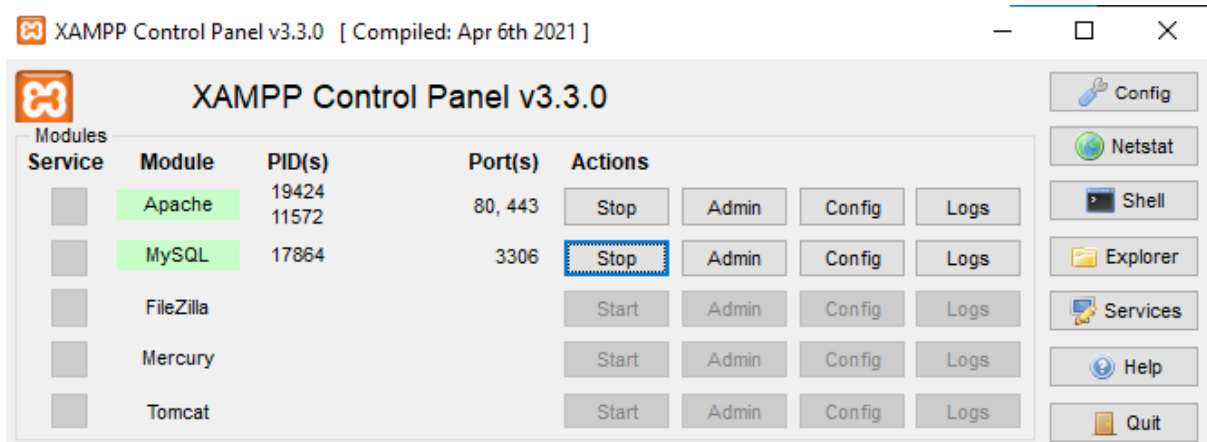 XAMPP Control Panel v3.3.0 [ Compiled: Apr 6th 2021 ]
XAMPP Control Panel v3.3.0
Config
Modules
Service Module PID(s) Port(s) Actions
Netstat
Apache 19424 80, 443 Stop Admin Config Logs
11572
Shell
MySQL 17864 3306 Stop Admin Config Logs
Explorer
FileZilla Start Admin Config Logs
Services
Mercury Start Admin Config Logs
Help
Tomcat Start Admin Config Logs
Quit